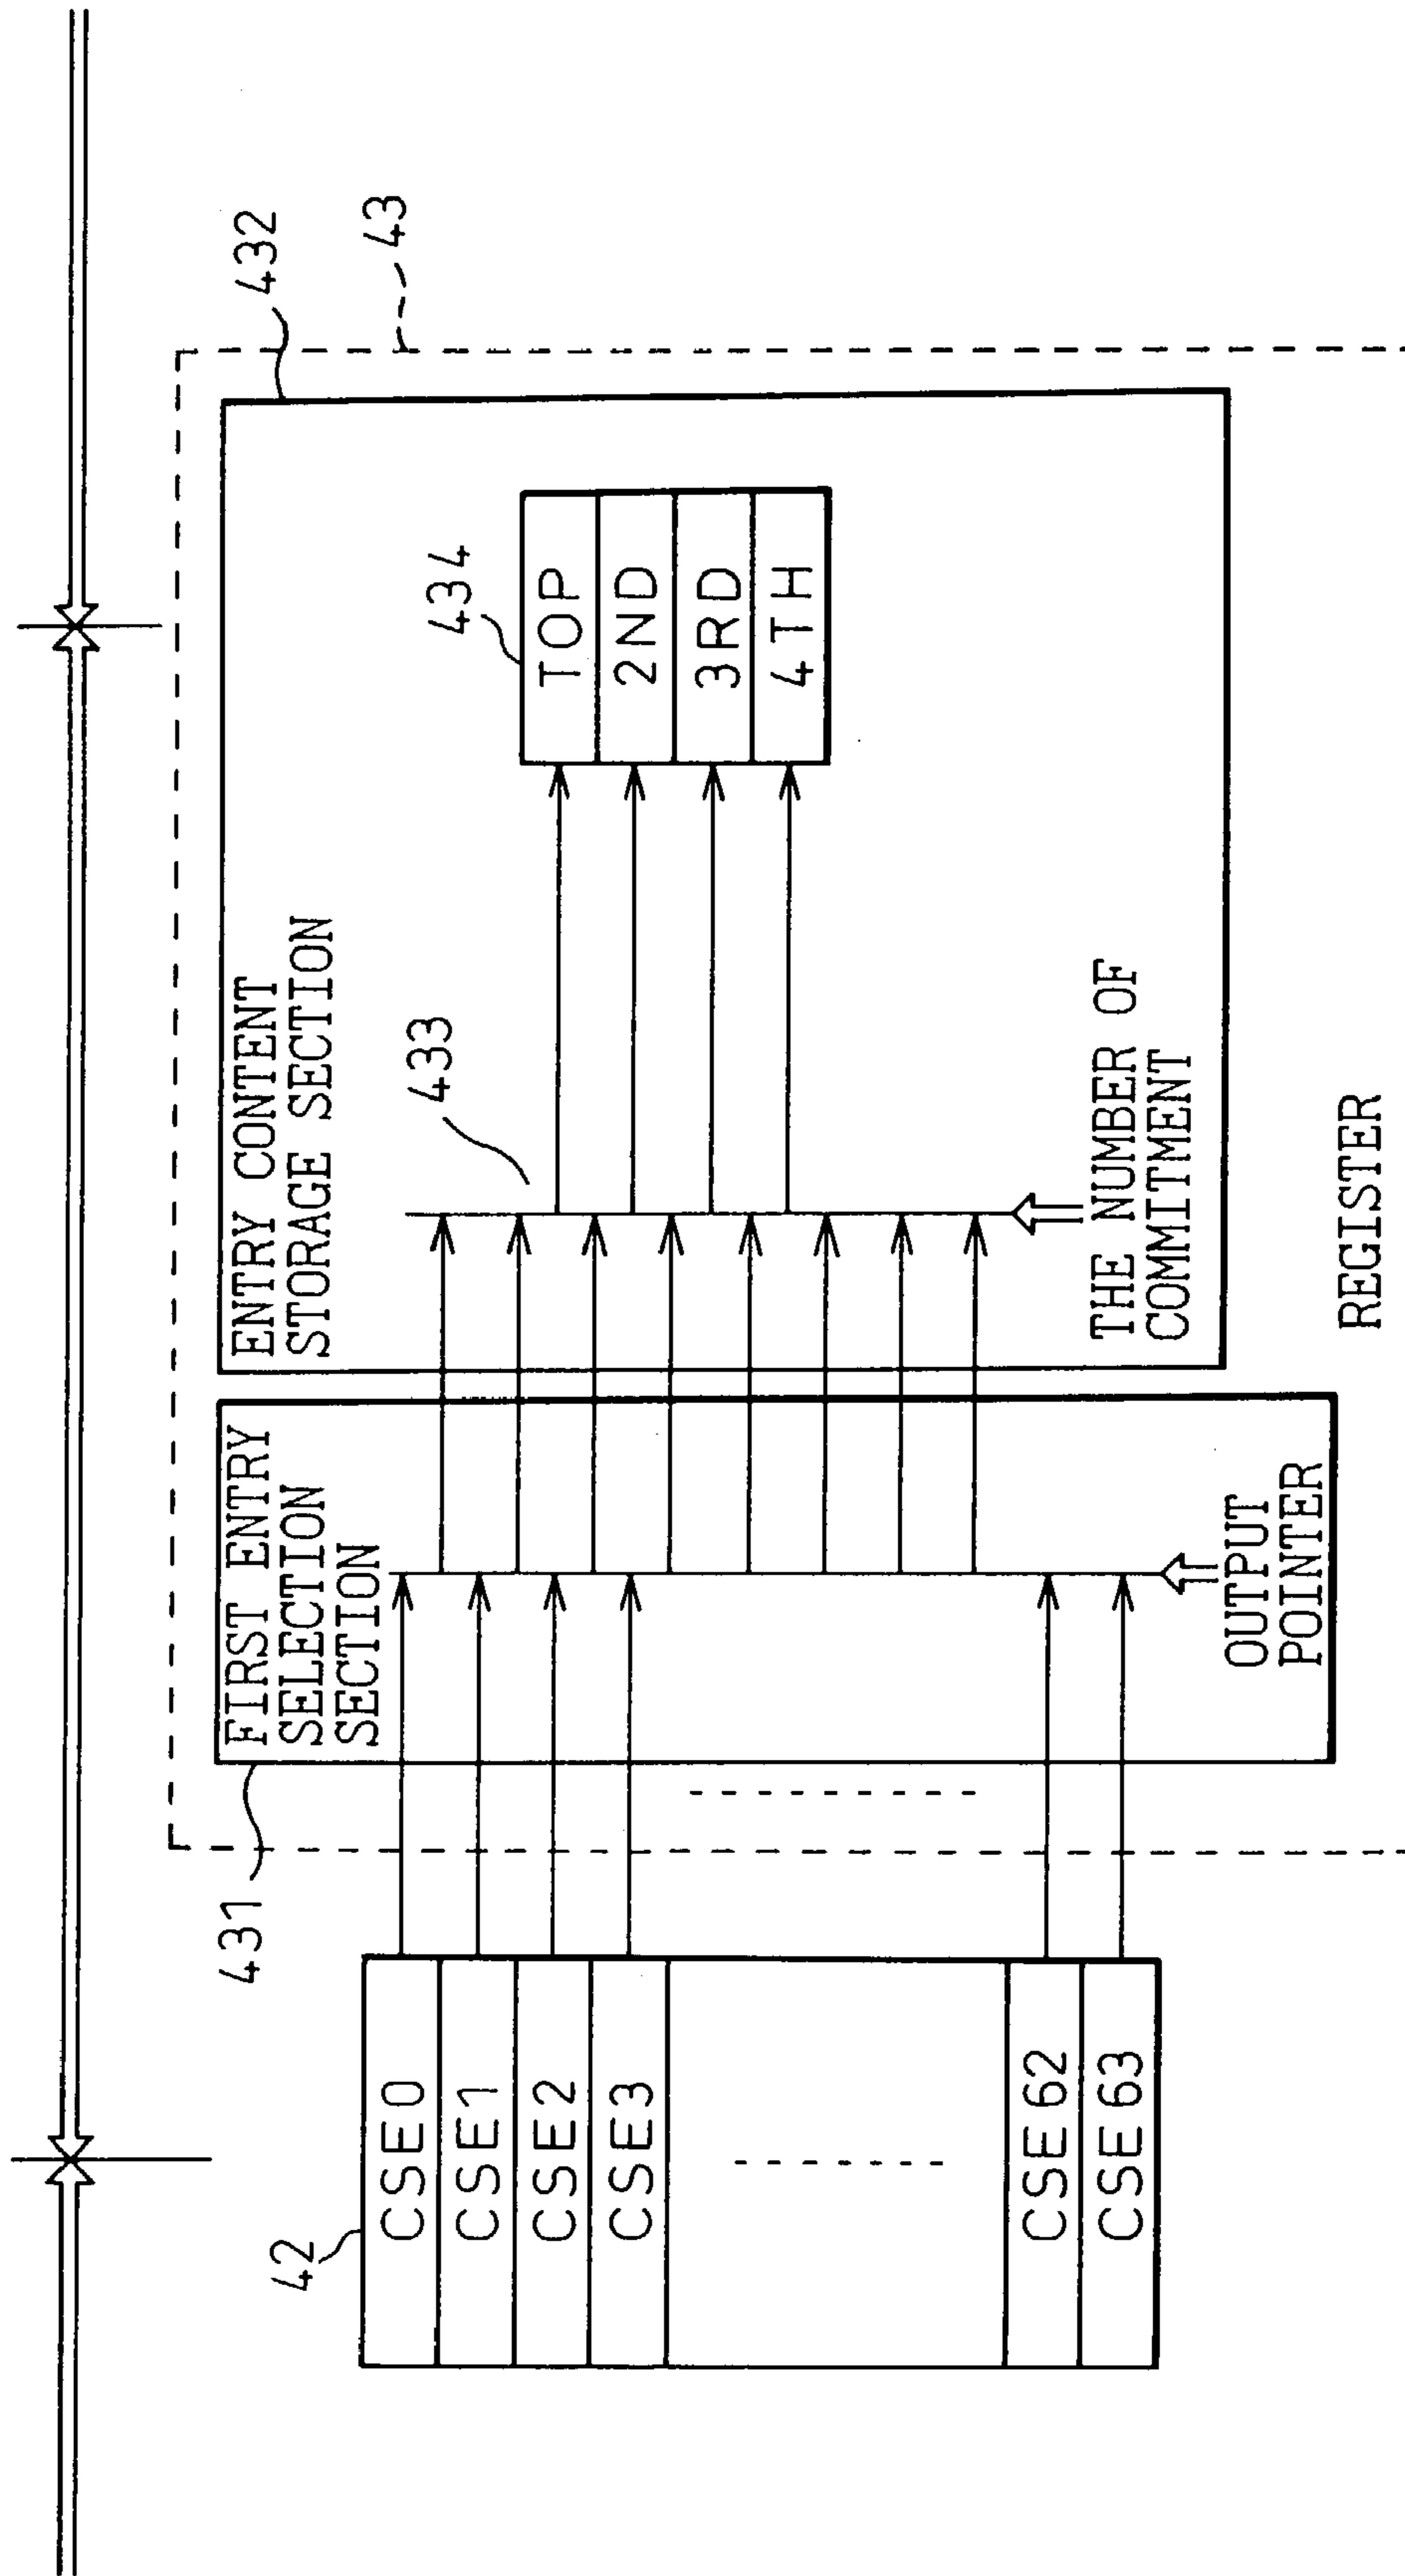 43
432
434
TOP
2ND
3RD
4TH
433
ENTRY CONTENT
STORAGE SECTION
THE NUMBER OF
COMMITMENT
REGISTER
431
FIRST ENTRY
SELECTION
SECTION
OUTPUT
POINTER
42
CSE0
CSE1
CSE2
CSE3
CSE62
CSE63